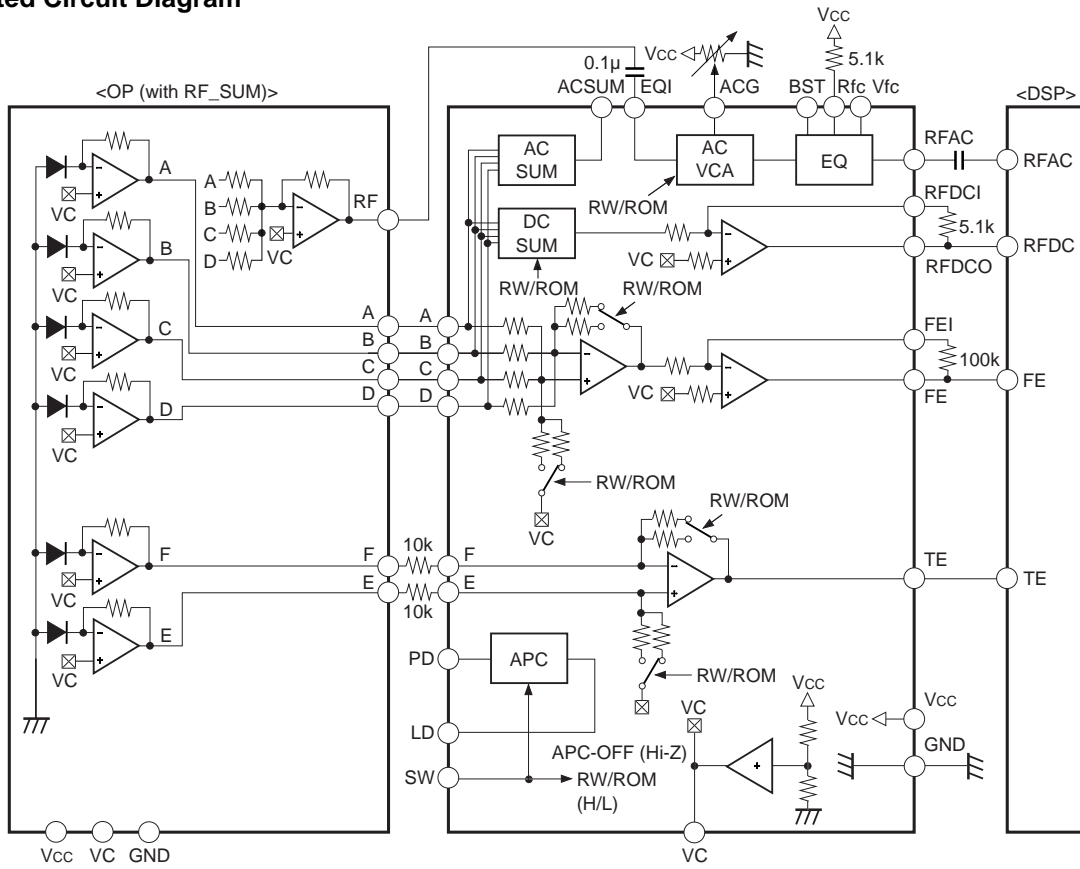 ted Circuit Diagram
Vcc
Vcc
5.1k
0.1μ
ACSUM EQI ACG BST Rfc Vfc
<OP (with RF_SUM)>
<DSP>
A
VC
A
B
C
D
VC
RF
AC
SUM
AC
VCA
EQ
RFAC
RFAC
RW/ROM
RFDCI
5.1k
B
VC
DC
SUM
VC
RFDCO
RFDC
RW/ROM
RW/ROM
C
VC
A A
B B
C C
D D
FEI
100k
VC
FE
FE
D
VC
RW/ROM
VC
RW/ROM
F
VC
F 10k F
E 10k E
TE
TE
E
VC
RW/ROM
PD
APC
LD
SW
APC-OFF (Hi-Z)
RW/ROM
(H/L)
VC
Vcc
Vcc
Vcc
GND
Vcc VC GND
VC